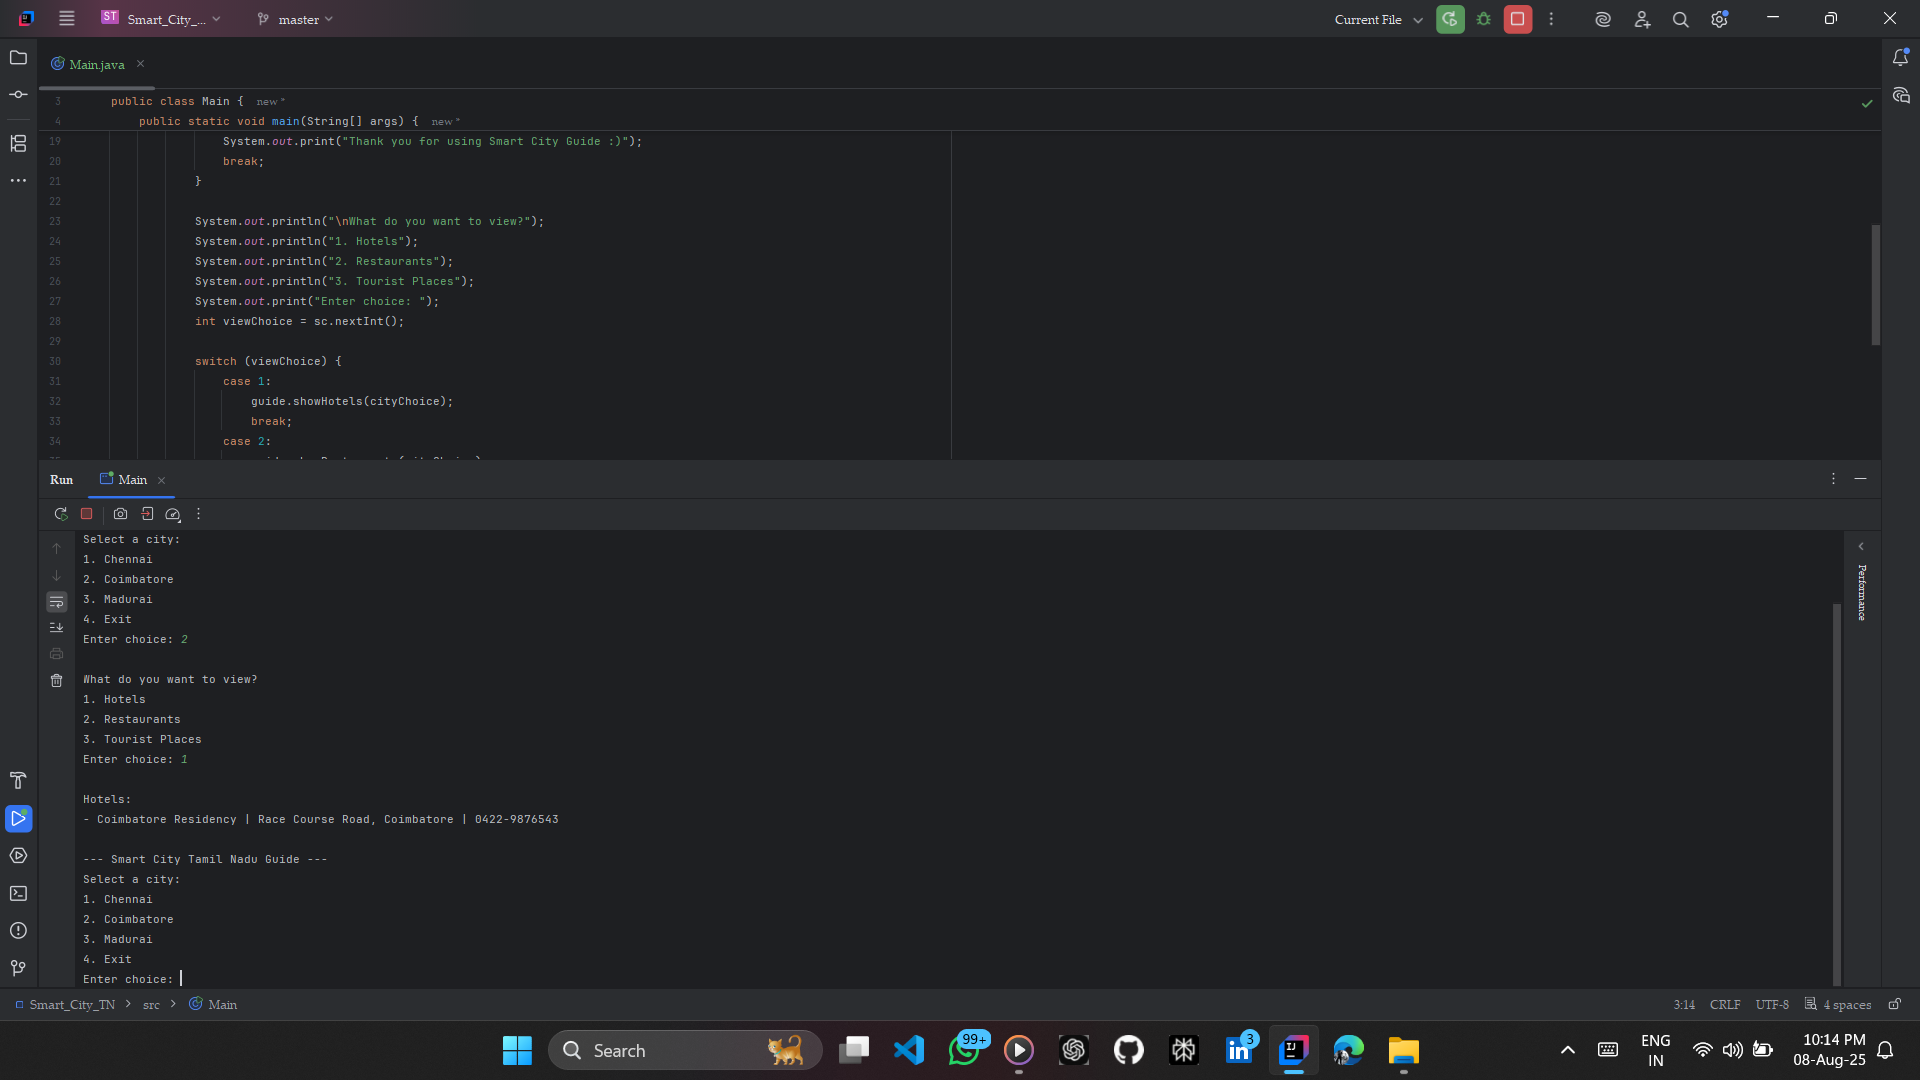 ST Smart_City_... master Current File
Main.java
3 public class Main { new *
4 public static void main(String[] args) { new *
19 System.out.print("Thank you for using Smart City Guide :)");
20 break;
21 }
22
23 System.out.println("\nWhat do you want to view?");
24 System.out.println("1. Hotels");
25 System.out.println("2. Restaurants");
26 System.out.println("3. Tourist Places");
27 System.out.print("Enter choice: ");
28 int viewChoice = sc.nextInt();
29
30 switch (viewChoice) {
31 case 1:
32 guide.showHotels(cityChoice);
33 break;
34 case 2:
Run Main
Select a city:
1. Chennai
2. Coimbatore
3. Madurai
4. Exit
Enter choice: 2
What do you want to view?
1. Hotels
2. Restaurants
3. Tourist Places
Enter choice: 1
Hotels:
- Coimbatore Residency | Race Course Road, Coimbatore | 0422-9876543
--- Smart City Tamil Nadu Guide ---
Select a city:
1. Chennai
2. Coimbatore
3. Madurai
4. Exit
Enter choice:
Performance
Smart_City_TN src Main 3:14 CRLF UTF-8 4 spaces
Search 99+ in 3 ENG 10:14 PM
IN 08-Aug-25